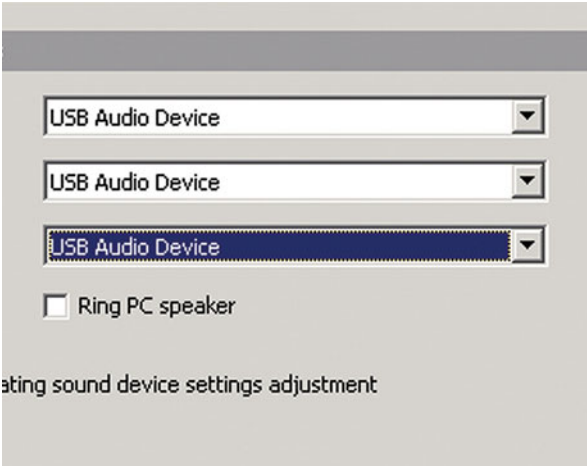 USB Audio Device
USB Audio Device
USB Audio Device
Ring PC speaker
ating sound device settings adjustment